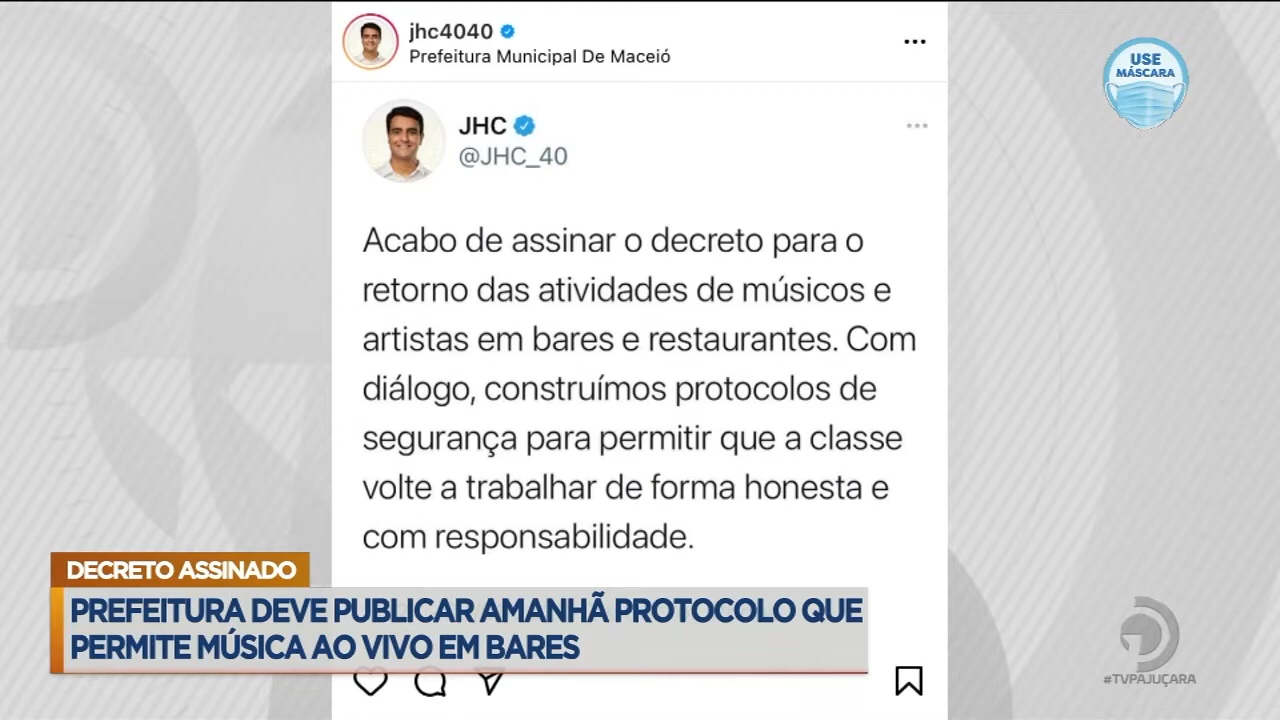 jhc4040
Prefeitura Municipal De Maceió
USE
MÁSCARA
JHC
@JHC_40
Acabo de assinar o decreto para o
retorno das atividades de músicos e
artistas em bares e restaurantes. Com
diálogo, construímos protocolos de
segurança para permitir que a classe
volte a trabalhar de forma honesta e
com responsabilidade.
DECRETO ASSINADO
PREFEITURA DEVE PUBLICAR AMANHÃ PROTOCOLO QUE
PERMITE MÚSICA AO VIVO EM BARES
#TVPAJUÇARA